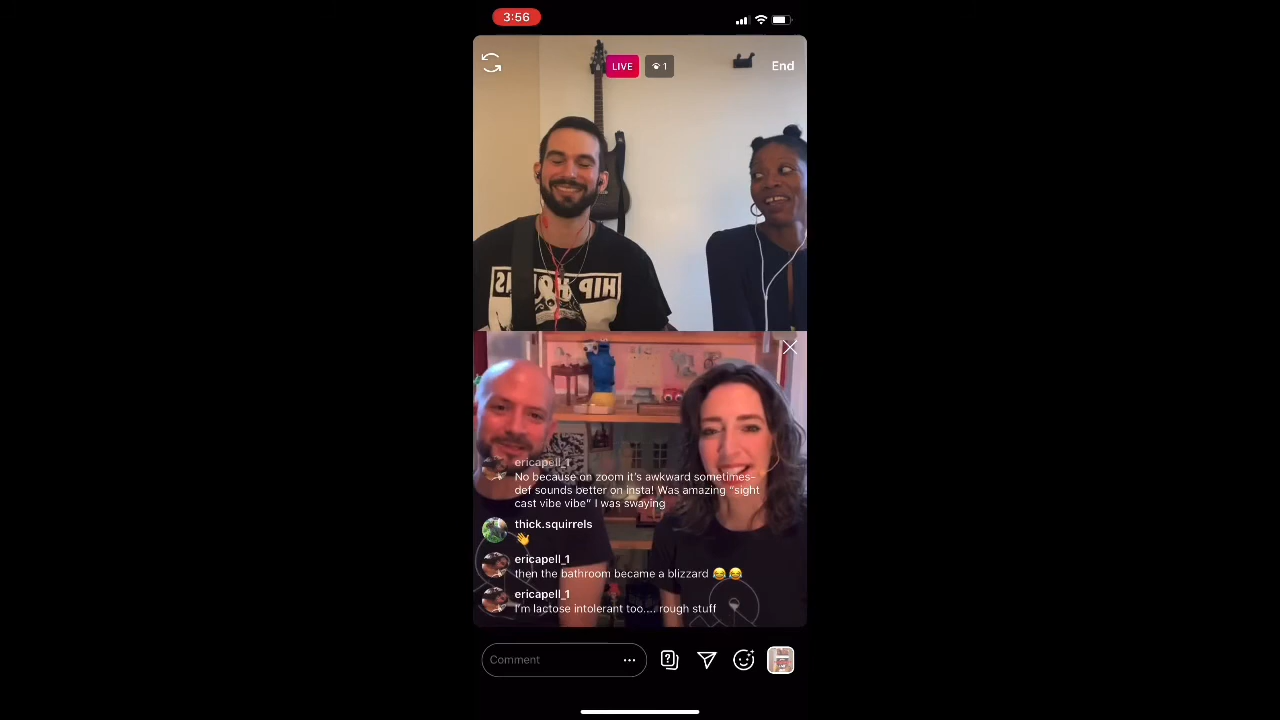 3:56
LIVE
1
End
HIP H
ericapell_1
No because on zoom it's awkward sometimes-
def sounds better on insta! Was amazing "sight
cast vibe vibe" I was swaying
thick.squirrels
👋
ericapell_1
then the bathroom became a blizzard 😂 😂
ericapell_1
I'm lactose intolerant too.... rough stuff
Comment